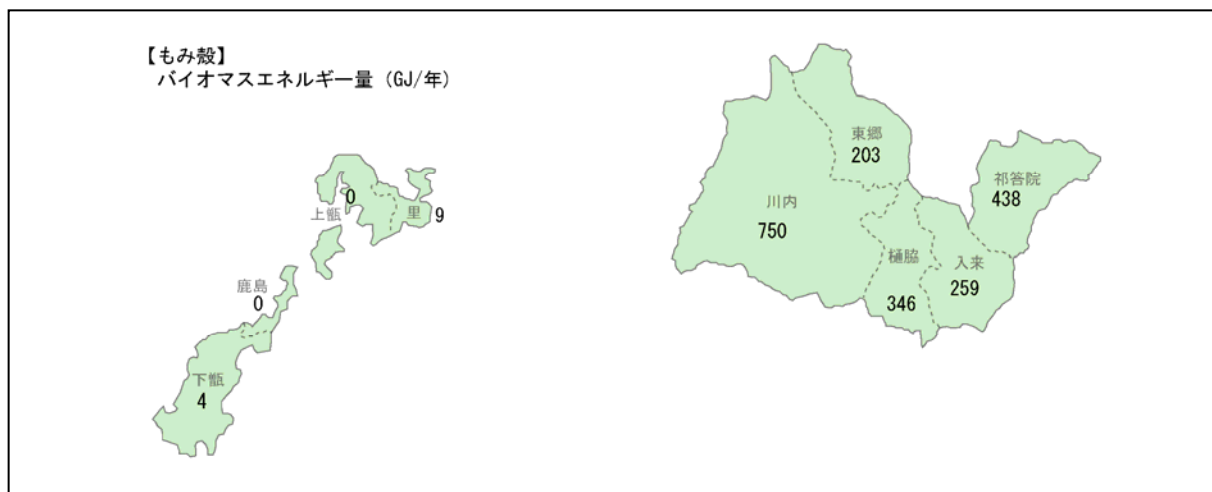 【もみ殻】
バイオマスエネルギー量（GJ/年）
東郷
203
祁答院
438
川内
750
樋脇
346
入来
259
上甑
0
里
9
鹿島
0
下甑
4